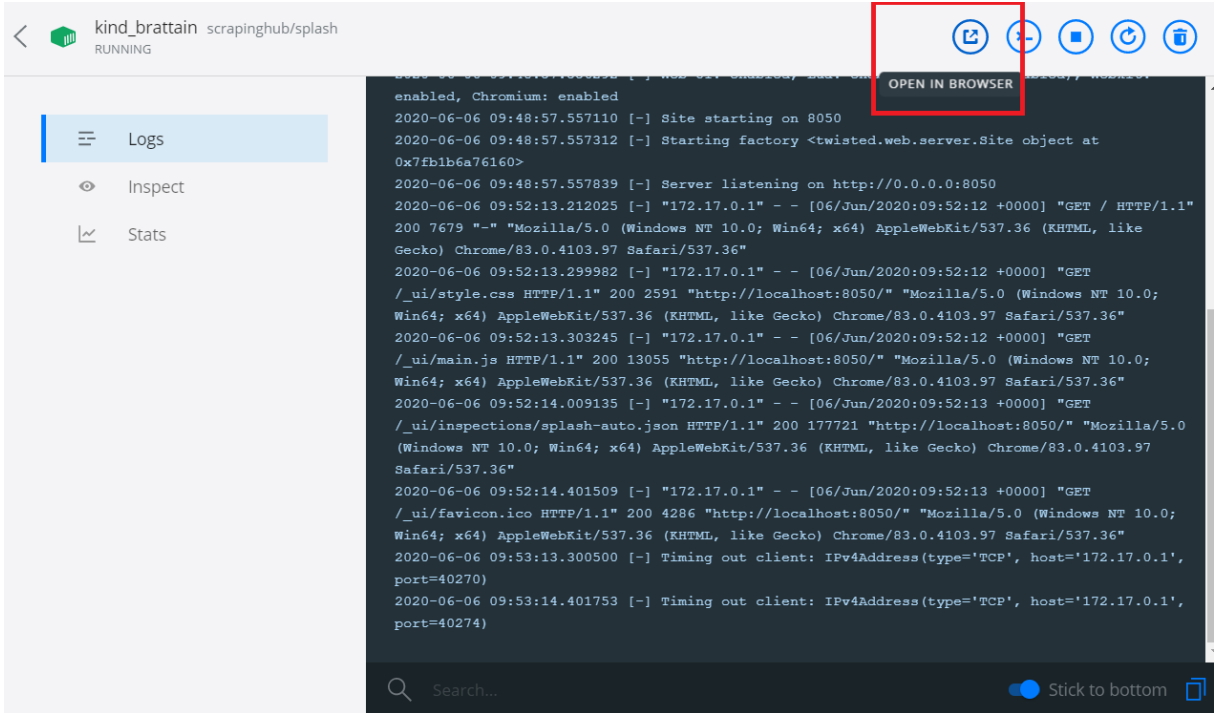 kind_brattain scrapinghub/splash
RUNNING
OPEN IN BROWSER
Logs
Inspect
Stats
enabled, Chromium: enabled
2020-06-06 09:48:57.557110 [-] Site starting on 8050
2020-06-06 09:48:57.557312 [-] Starting factory <twisted.web.server.Site object at
0x7fb1b6a76160>
2020-06-06 09:48:57.557839 [-] Server listening on http://0.0.0.0:8050
2020-06-06 09:52:13.212025 [-] "172.17.0.1" - - [06/Jun/2020:09:52:12 +0000] "GET / HTTP/1.1"
200 7679 "-" "Mozilla/5.0 (Windows NT 10.0; Win64; x64) AppleWebKit/537.36 (KHTML, like
Gecko) Chrome/83.0.4103.97 Safari/537.36"
2020-06-06 09:52:13.299982 [-] "172.17.0.1" - - [06/Jun/2020:09:52:12 +0000] "GET
/_ui/style.css HTTP/1.1" 200 2591 "http://localhost:8050/" "Mozilla/5.0 (Windows NT 10.0;
Win64; x64) AppleWebKit/537.36 (KHTML, like Gecko) Chrome/83.0.4103.97 Safari/537.36"
2020-06-06 09:52:13.303245 [-] "172.17.0.1" - - [06/Jun/2020:09:52:12 +0000] "GET
/_ui/main.js HTTP/1.1" 200 13055 "http://localhost:8050/" "Mozilla/5.0 (Windows NT 10.0;
Win64; x64) AppleWebKit/537.36 (KHTML, like Gecko) Chrome/83.0.4103.97 Safari/537.36"
2020-06-06 09:52:14.009135 [-] "172.17.0.1" - - [06/Jun/2020:09:52:13 +0000] "GET
/_ui/inspections/splash-auto.json HTTP/1.1" 200 177721 "http://localhost:8050/" "Mozilla/5.0
(Windows NT 10.0; Win64; x64) AppleWebKit/537.36 (KHTML, like Gecko) Chrome/83.0.4103.97
Safari/537.36"
2020-06-06 09:52:14.401509 [-] "172.17.0.1" - - [06/Jun/2020:09:52:13 +0000] "GET
/_ui/favicon.ico HTTP/1.1" 200 4286 "http://localhost:8050/" "Mozilla/5.0 (Windows NT 10.0;
Win64; x64) AppleWebKit/537.36 (KHTML, like Gecko) Chrome/83.0.4103.97 Safari/537.36"
2020-06-06 09:53:13.300500 [-] Timing out client: IPv4Address(type='TCP', host='172.17.0.1',
port=40270)
2020-06-06 09:53:14.401753 [-] Timing out client: IPv4Address(type='TCP', host='172.17.0.1',
port=40274)
Search...
Stick to bottom